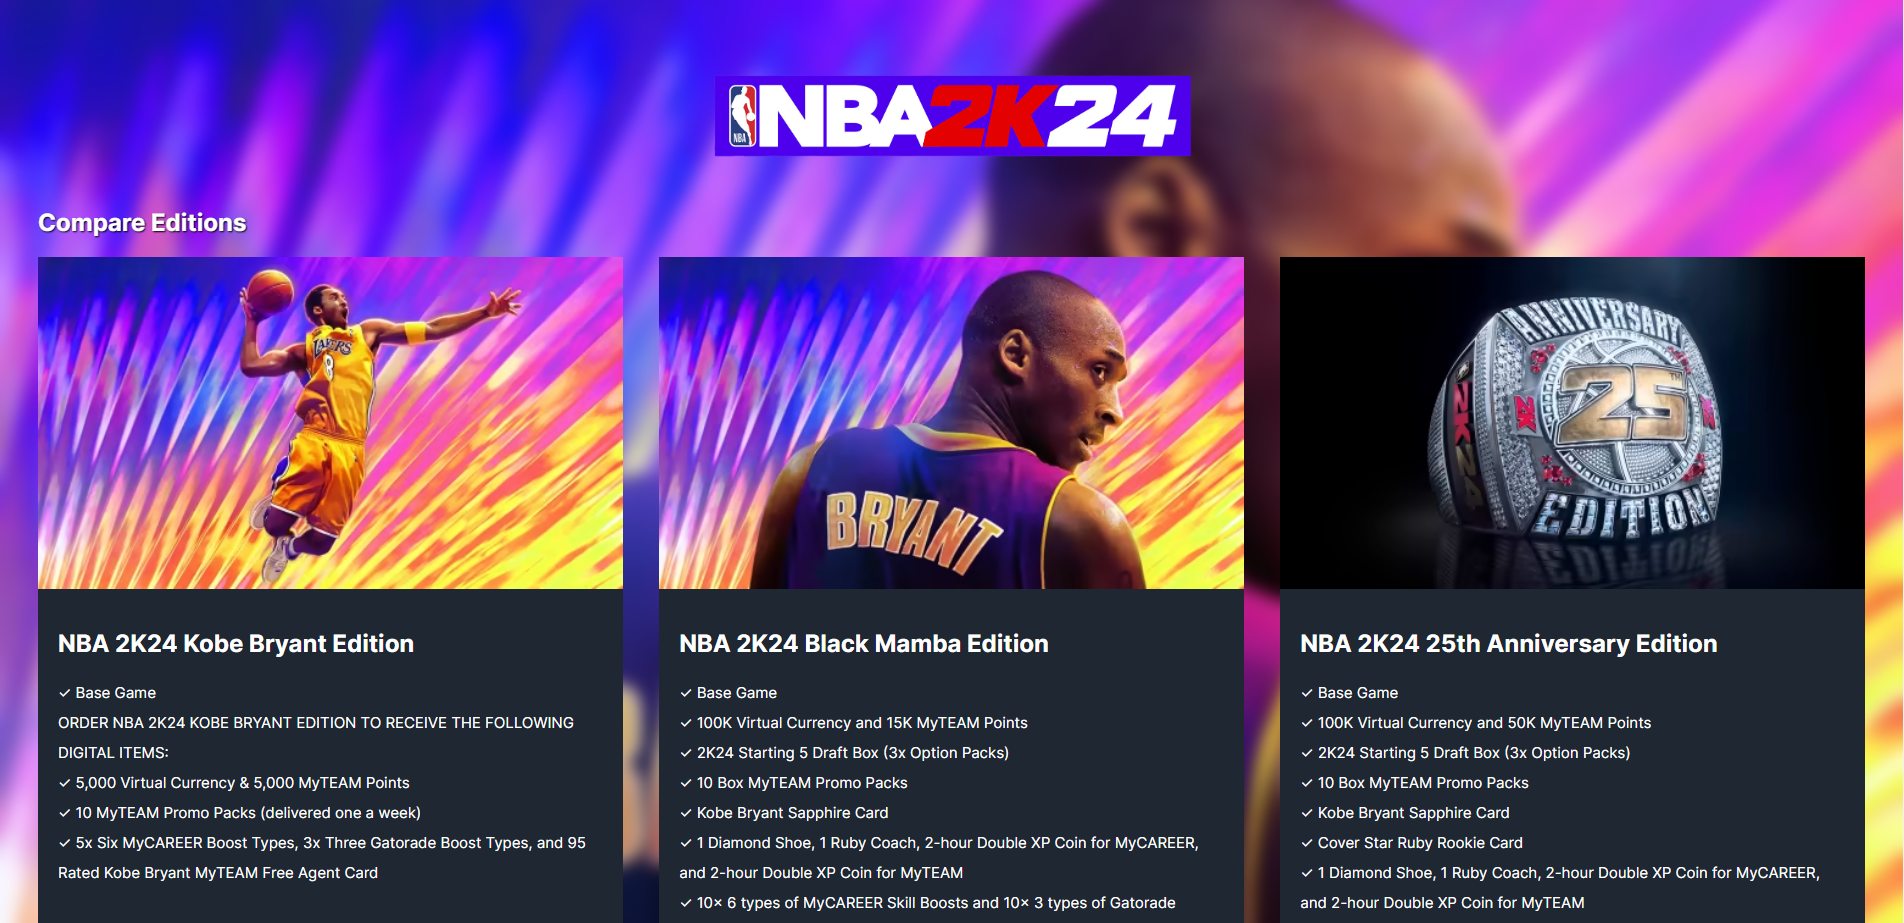 NBA
NBA2K24
Compare Editions
LAKERS
8
BRYANT
ANNIVERSARY
25
TM
2K
2K24
EDITION
NBA 2K24 Kobe Bryant Edition
✓ Base Game
ORDER NBA 2K24 KOBE BRYANT EDITION TO RECEIVE THE FOLLOWING
DIGITAL ITEMS:
✓ 5,000 Virtual Currency & 5,000 MyTEAM Points
✓ 10 MyTEAM Promo Packs (delivered one a week)
✓ 5x Six MyCAREER Boost Types, 3x Three Gatorade Boost Types, and 95
Rated Kobe Bryant MyTEAM Free Agent Card
NBA 2K24 Black Mamba Edition
✓ Base Game
✓ 100K Virtual Currency and 15K MyTEAM Points
✓ 2K24 Starting 5 Draft Box (3x Option Packs)
✓ 10 Box MyTEAM Promo Packs
✓ Kobe Bryant Sapphire Card
✓ 1 Diamond Shoe, 1 Ruby Coach, 2-hour Double XP Coin for MyCAREER,
and 2-hour Double XP Coin for MyTEAM
✓ 10× 6 types of MyCAREER Skill Boosts and 10× 3 types of Gatorade
NBA 2K24 25th Anniversary Edition
✓ Base Game
✓ 100K Virtual Currency and 50K MyTEAM Points
✓ 2K24 Starting 5 Draft Box (3x Option Packs)
✓ 10 Box MyTEAM Promo Packs
✓ Kobe Bryant Sapphire Card
✓ Cover Star Ruby Rookie Card
✓ 1 Diamond Shoe, 1 Ruby Coach, 2-hour Double XP Coin for MyCAREER,
and 2-hour Double XP Coin for MyTEAM